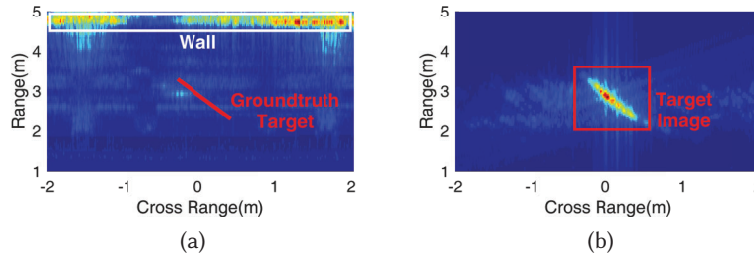 5
4
3
2
1
Range(m)
Wall
Groundtruth
Target
-2
-1
0
1
2
Cross Range(m)
(a)
5
4
3
2
1
Range(m)
Target
Image
-2
-1
0
1
2
Cross Range(m)
(b)